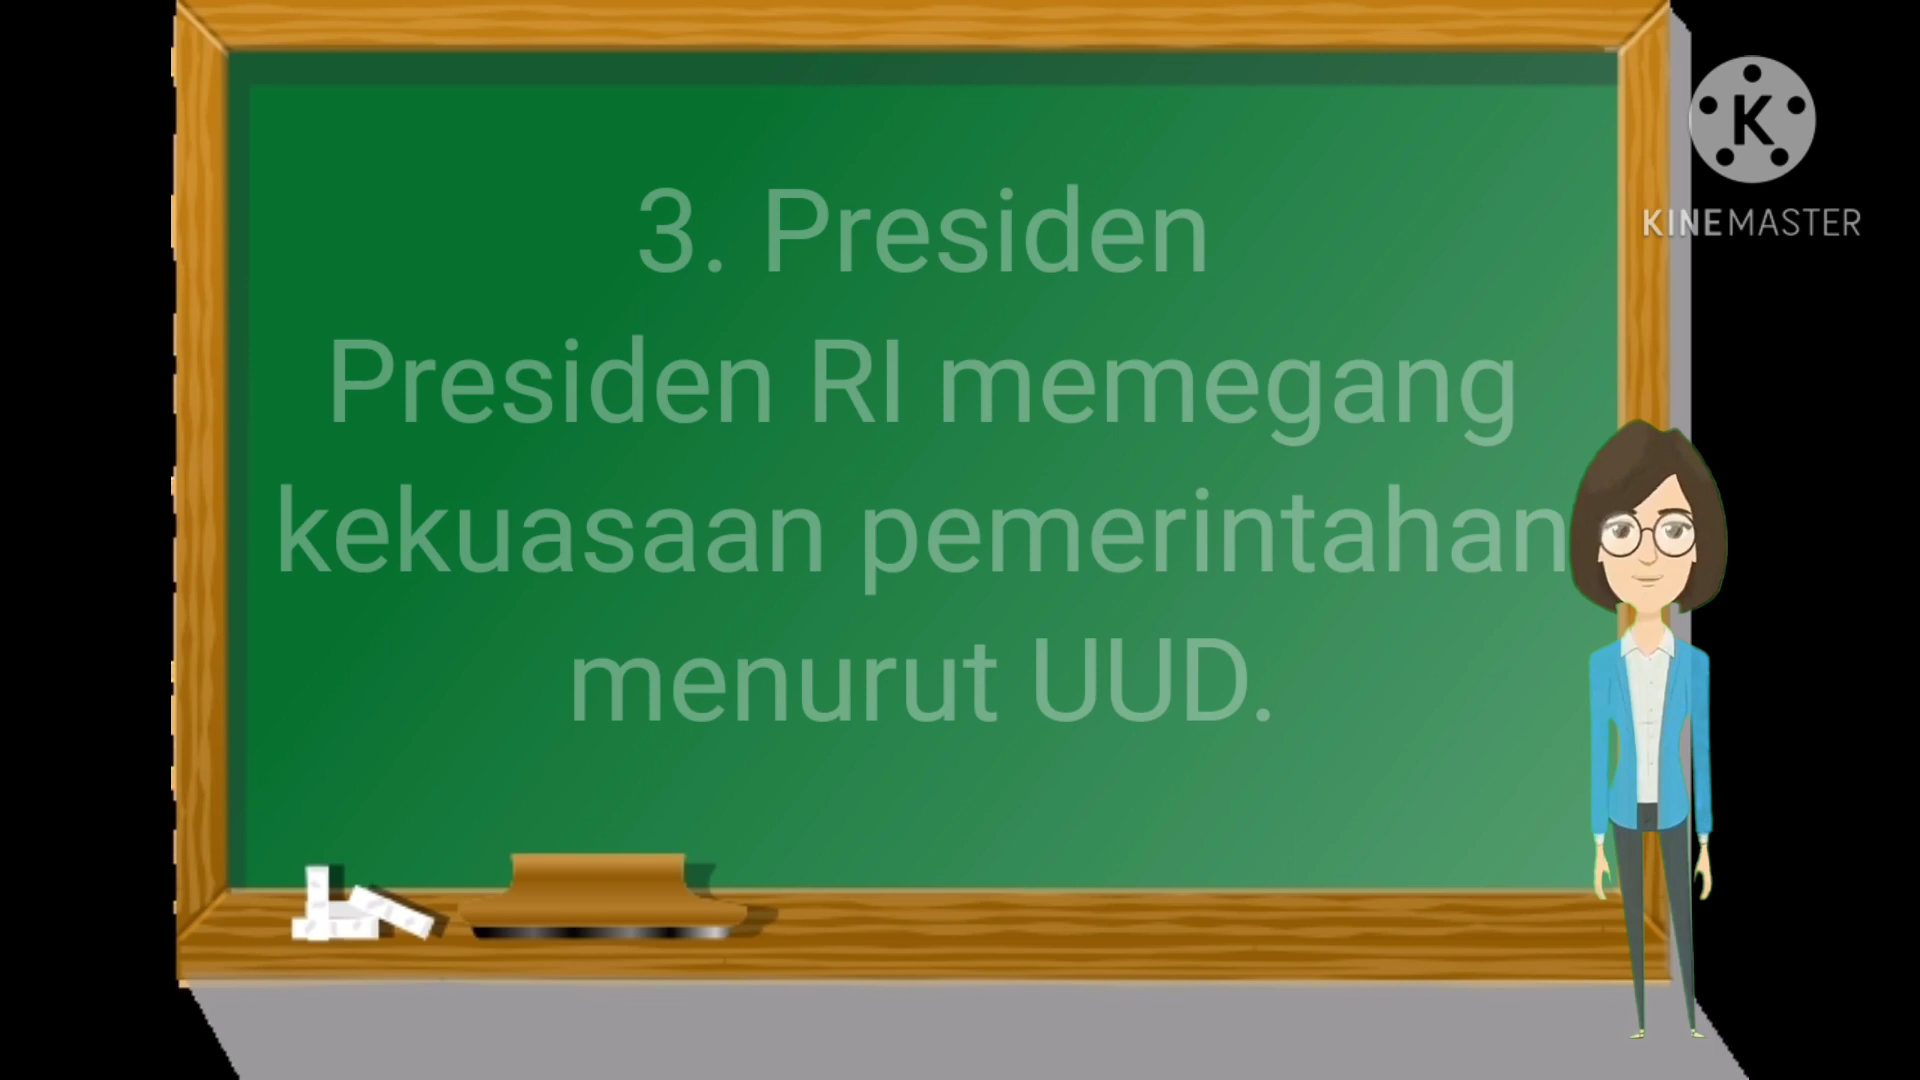 3. Presiden
Presiden RI memegang
kekuasaan pemerintahan
menurut UUD.
K
KINEMASTER